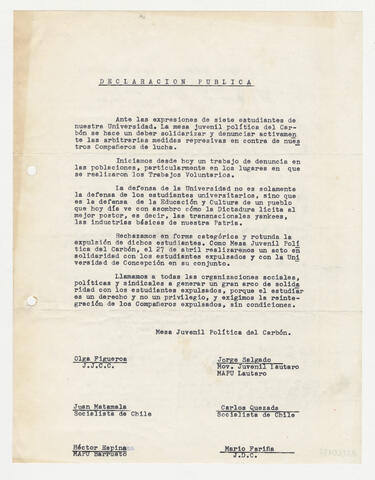 DECLARACION PUBLICA
Ante las expresiones de siete estudiantes de
nuestra Universidad. La mesa juvenil política del Car-
bón se hace un deber solidarizar y denunciar activamen
te las arbitrarias medidas represivas en contra de nues
tros Compañeros de lucha.
Iniciamos desde hoy un trabajo de denuncia en
las poblaciones, particularmente en los lugares en que
se realizaron los Trabajos Voluntarios.
La defensa de la Universidad no es solamente
la defensa de los estudiantes universitarios, sino que
es la defensa de la Educación y Cultura de un pueblo
que hoy día ve con asombro cómo la Dictadura licita al
mejor postor, es decir, las transnacionales yankees,
las industrias básicas de nuestra Patria.
Rechazamos en forma categórica y rotunda la
expulsión de dichos estudiantes. Como Mesa Juvenil Polí
tica del Carbón, el 27 de abril realizaremos un acto en
solidaridad con los estudiantes expulsados y con la Uni
versidad de Concepción en su conjunto.
Llamamos a todas las organizaciones sociales,
políticas y sindicales a generar un gran arco de solida
ridad con los estudiantes expulsados, porque el estudiar
es un derecho y no un privilegio, y exigimos la reinte-
gración de los Compañeros expulsados, sin condiciones.
Mesa Juvenil Política del Carbón.
Olga Figueroa
J.J.C.C.
Jorge Salgado
Mov. Juvenil Lautaro
MAPU Lautaro
Juan Matamala
Socialista de Chile
Carlos Quezada
Socialista de Chile
Héctor Espinoza
MAPU Barrueto
Mario Fariña
J.D.C.